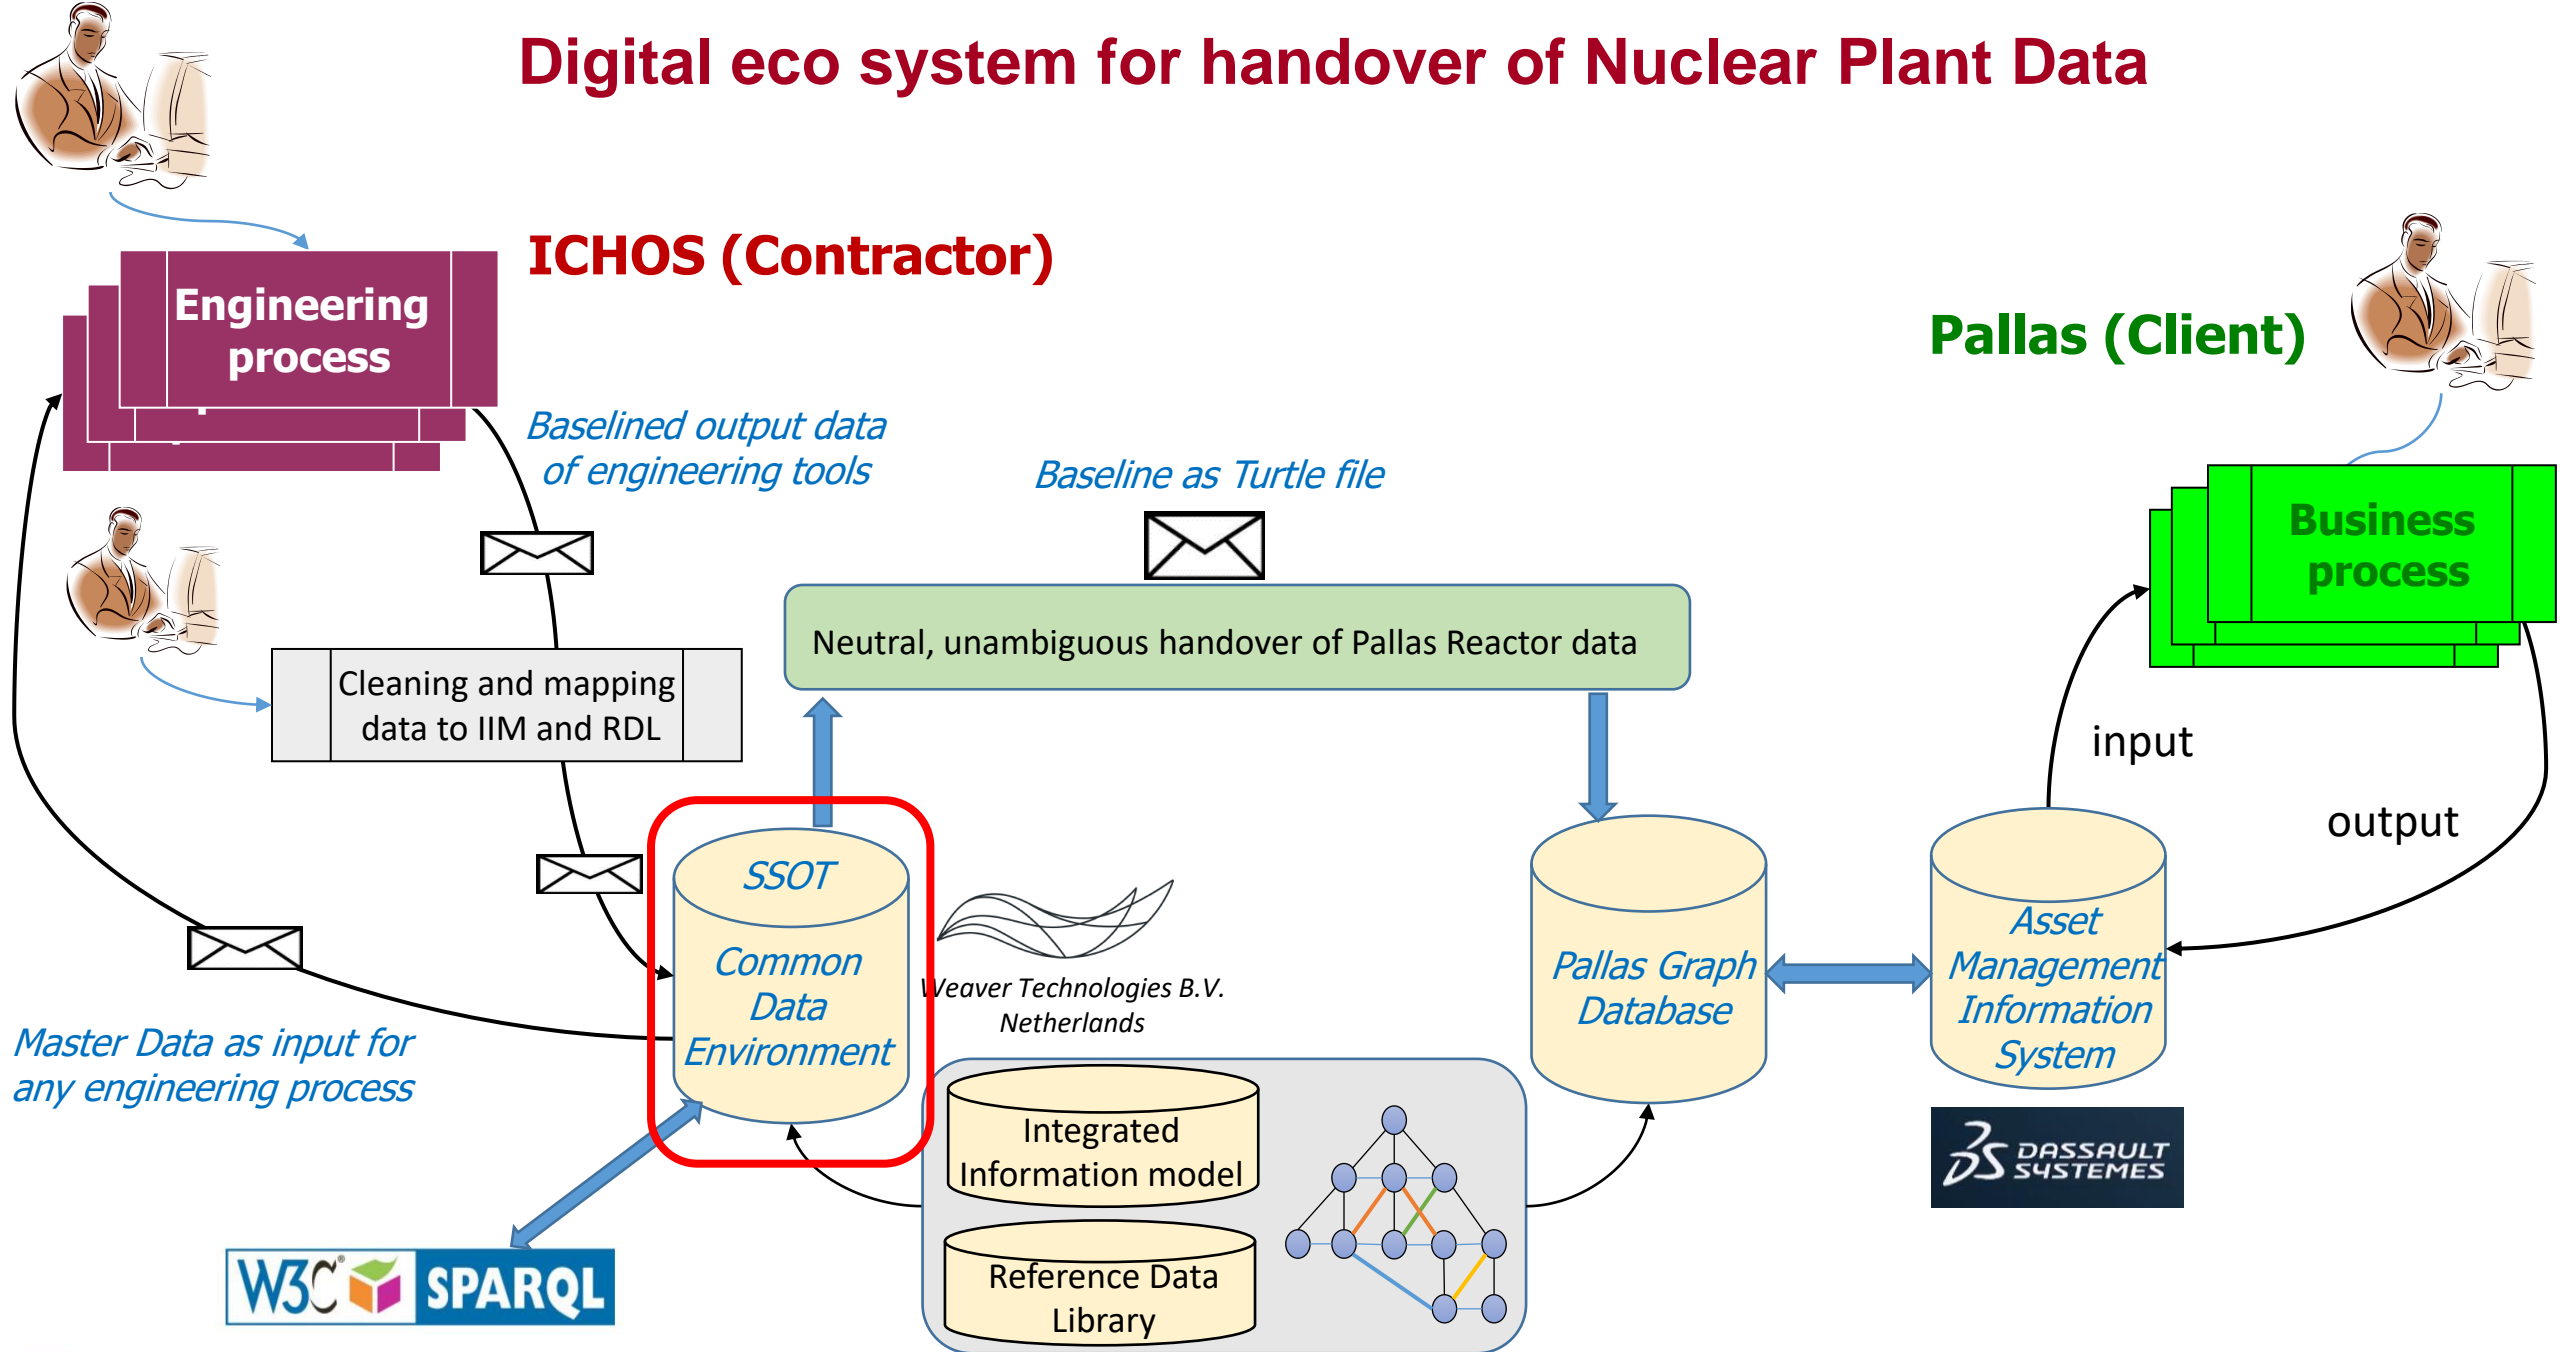 Digital eco system for handover of Nuclear Plant Data
ICHOS (Contractor)
Engineering
process
Pallas (Client)
Baselined output data
of engineering tools
Baseline as Turtle file
Business
process
Neutral, unambiguous handover of Pallas Reactor data
Cleaning and mapping
data to IIM and RDL
input
output
SSOT
Common
Data
Environment
Weaver Technologies B.V.
Netherlands
Pallas Graph
Database
Asset
Management
Information
System
Master Data as input for
any engineering process
Integrated
Information model
Reference Data
Library
DASSAULT
SYSTEMES
W3C® SPARQL